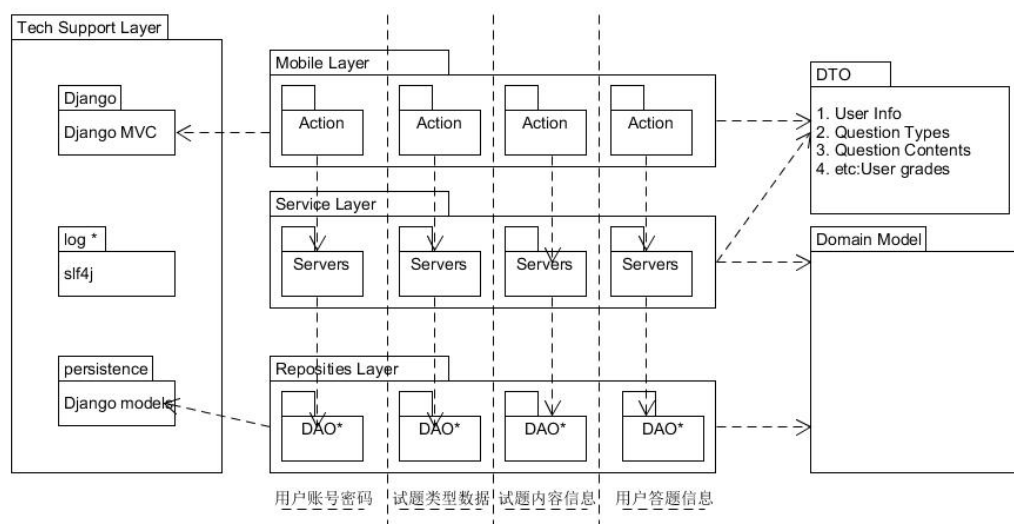 Tech Support Layer
Django
Django MVC
log *
slf4j
persistence
Django models
Mobile Layer
Action
Action
Action
Action
Service Layer
Servers
Servers
Servers
Servers
Reposities Layer
DAO*
DAO*
DAO*
DAO*
用户账号密码
试题类型数据
试题内容信息
用户答题信息
DTO
1. User Info
2. Question Types
3. Question Contents
4. etc:User grades
Domain Model